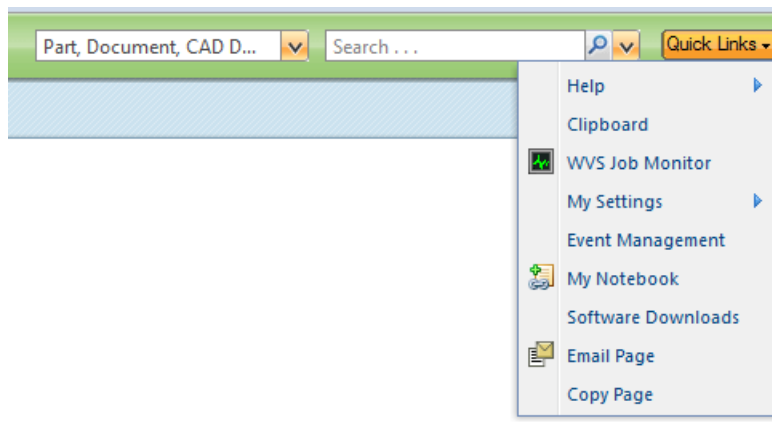 Part, Document, CAD D... Search . . . Quick Links
Help
Clipboard
WVS Job Monitor
My Settings
Event Management
My Notebook
Software Downloads
Email Page
Copy Page